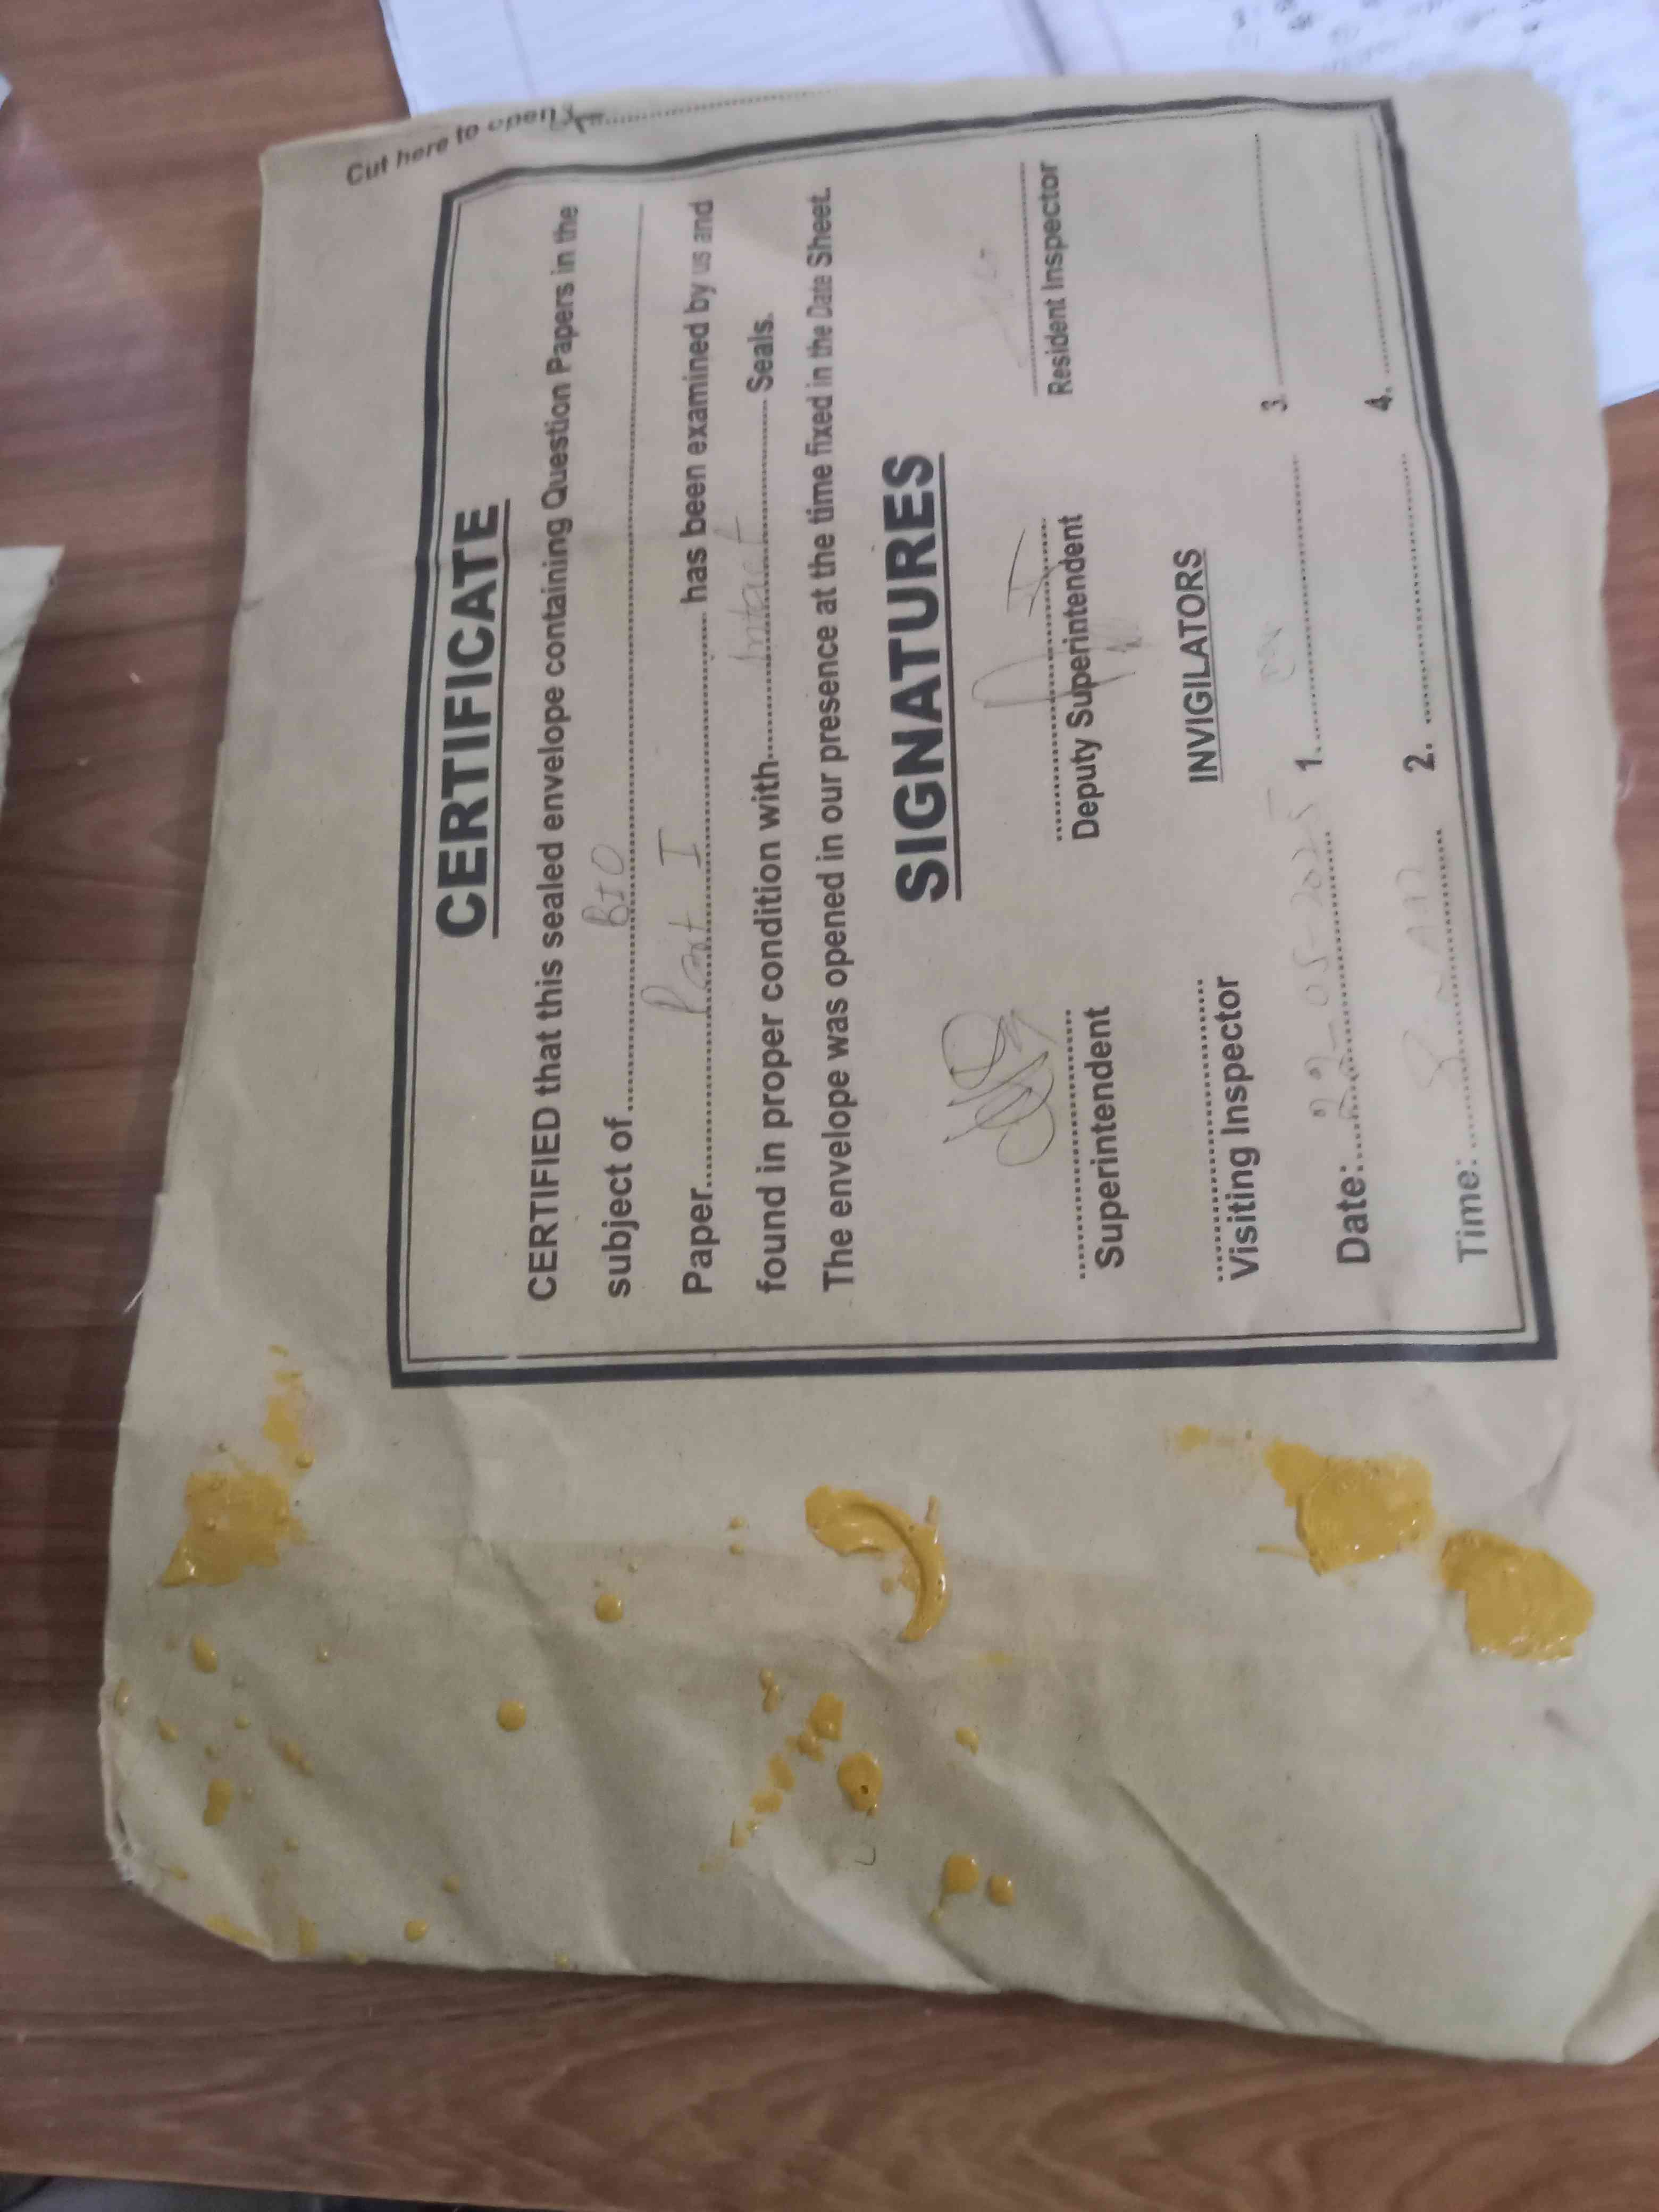 Cut here to open
CERTIFICATE
CERTIFIED that this sealed envelope containing Question Papers in the
subject of.......... BIO ..........
Paper.......... Part I .......... has been examined by us and
found in proper condition with.......... Intact .......... Seals.
The envelope was opened in our presence at the time fixed in the Date Sheet.
SIGNATURES
Superintendent Deputy Superintendent Resident Inspector
Visiting Inspector INVIGILATORS
Date:.... 22-05-2025 1. .......... 3. ..........
Time:.... 8 2. .......... 4. ..........